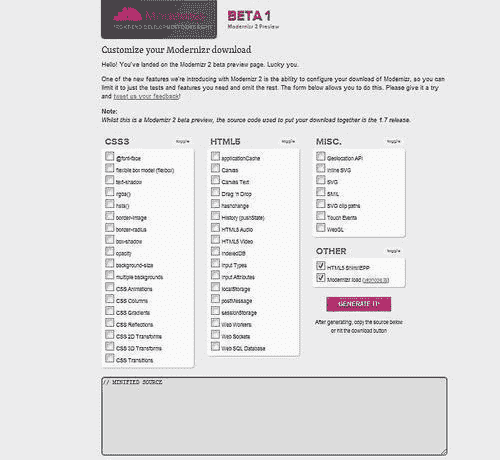 Modernizr
FRONT-END DEVELOPMENT DONE RIGHT
BETA 1
Modernizr 2 Preview
Customize your Modernizr download
Hello! You've landed on the Modernizr 2 beta preview page. Lucky you.
One of the new features we're introducing with Modernizr 2 is the ability to configure your download of Modernizr, so you can
limit it to just the tests and features you need and omit the rest. The form below allows you to do this. Please give it a try
and tweet us your feedback!
Note:
Whilst this is a Modernizr 2 beta preview, the source code used to put your download together is the 1.7 release.
CSS3 toggle
@font-face
flexible box model (flexbox)
text-shadow
rgba()
hsla()
border-image
border-radius
box-shadow
opacity
background-size
multiple backgrounds
CSS Animations
CSS Columns
CSS Gradients
CSS Reflections
CSS 2D Transforms
CSS 3D Transforms
CSS Transitions
HTML5 toggle
applicationCache
Canvas
Canvas Text
Drag 'n Drop
hashchange
History (pushState)
HTML5 Audio
HTML5 Video
IndexedDB
Input Types
Input Attributes
localStorage
postMessage
sessionStorage
Web Workers
Web Sockets
Web SQL Database
MISC. toggle
Geolocation API
Inline SVG
SVG
SMIL
SVG clip paths
Touch Events
WebGL
OTHER toggle
HTML5 Shim/IEPP
Modernizr.load (yepnope.js)
GENERATE IT!
After generating, copy the source below
or hit the download button
// MINIFIED SOURCE